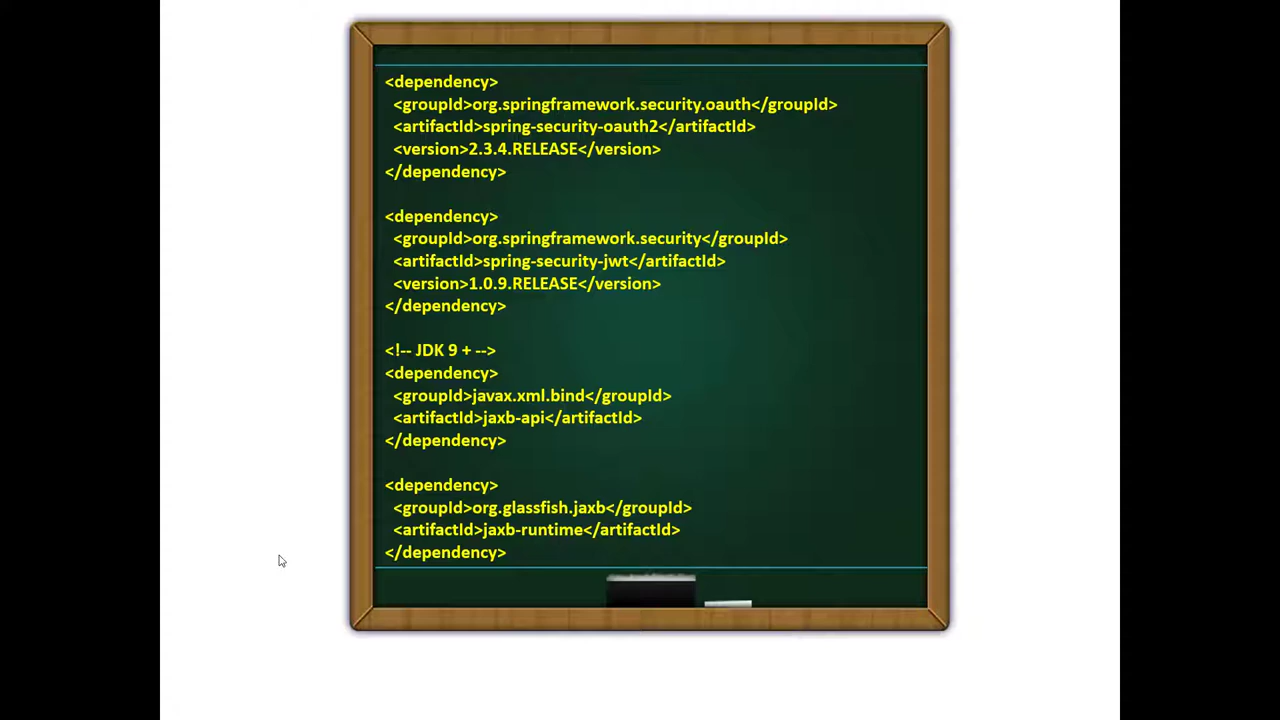 <dependency>
<groupId>org.springframework.security.oauth</groupId>
<artifactId>spring-security-oauth2</artifactId>
<version>2.3.4.RELEASE</version>
</dependency>
<dependency>
<groupId>org.springframework.security</groupId>
<artifactId>spring-security-jwt</artifactId>
<version>1.0.9.RELEASE</version>
</dependency>
<!-- JDK 9 + -->
<dependency>
<groupId>javax.xml.bind</groupId>
<artifactId>jaxb-api</artifactId>
</dependency>
<dependency>
<groupId>org.glassfish.jaxb</groupId>
<artifactId>jaxb-runtime</artifactId>
</dependency>